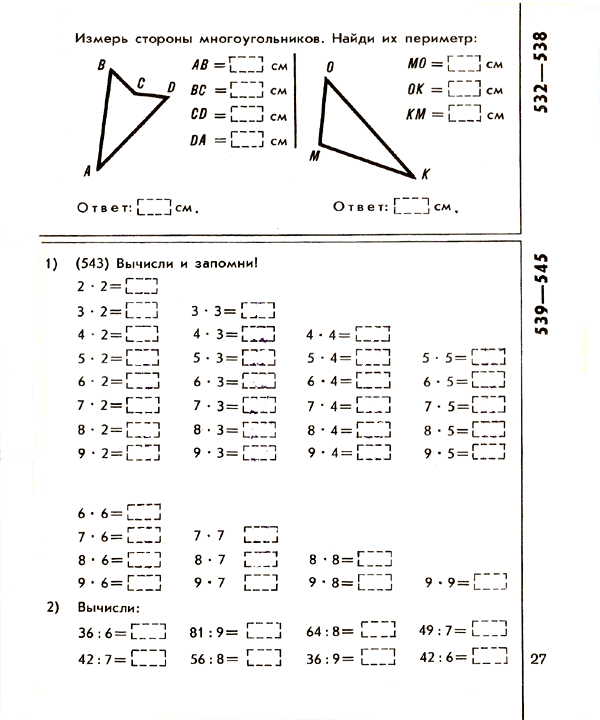 Измерь стороны многоугольников. Найди их периметр:
B C D A
AB = см
BC = см
CD = см
DA = см
O M K
MO = см
OK = см
KM = см
Ответ: см.
Ответ: см.
532—538
1) (543) Вычисли и запомни!
2 · 2=
3 · 2= 3 · 3=
4 · 2= 4 · 3= 4 · 4=
5 · 2= 5 · 3= 5 · 4= 5 · 5=
6 · 2= 6 · 3= 6 · 4= 6 · 5=
7 · 2= 7 · 3= 7 · 4= 7 · 5=
8 · 2= 8 · 3= 8 · 4= 8 · 5=
9 · 2= 9 · 3= 9 · 4= 9 · 5=
6 · 6=
7 · 6= 7 · 7
8 · 6= 8 · 7 8 · 8=
9 · 6= 9 · 7 9 · 8= 9 · 9=
2) Вычисли:
36 : 6= 81 : 9= 64 : 8= 49 : 7=
42 : 7= 56 : 8= 36 : 9= 42 : 6=
539—545
27